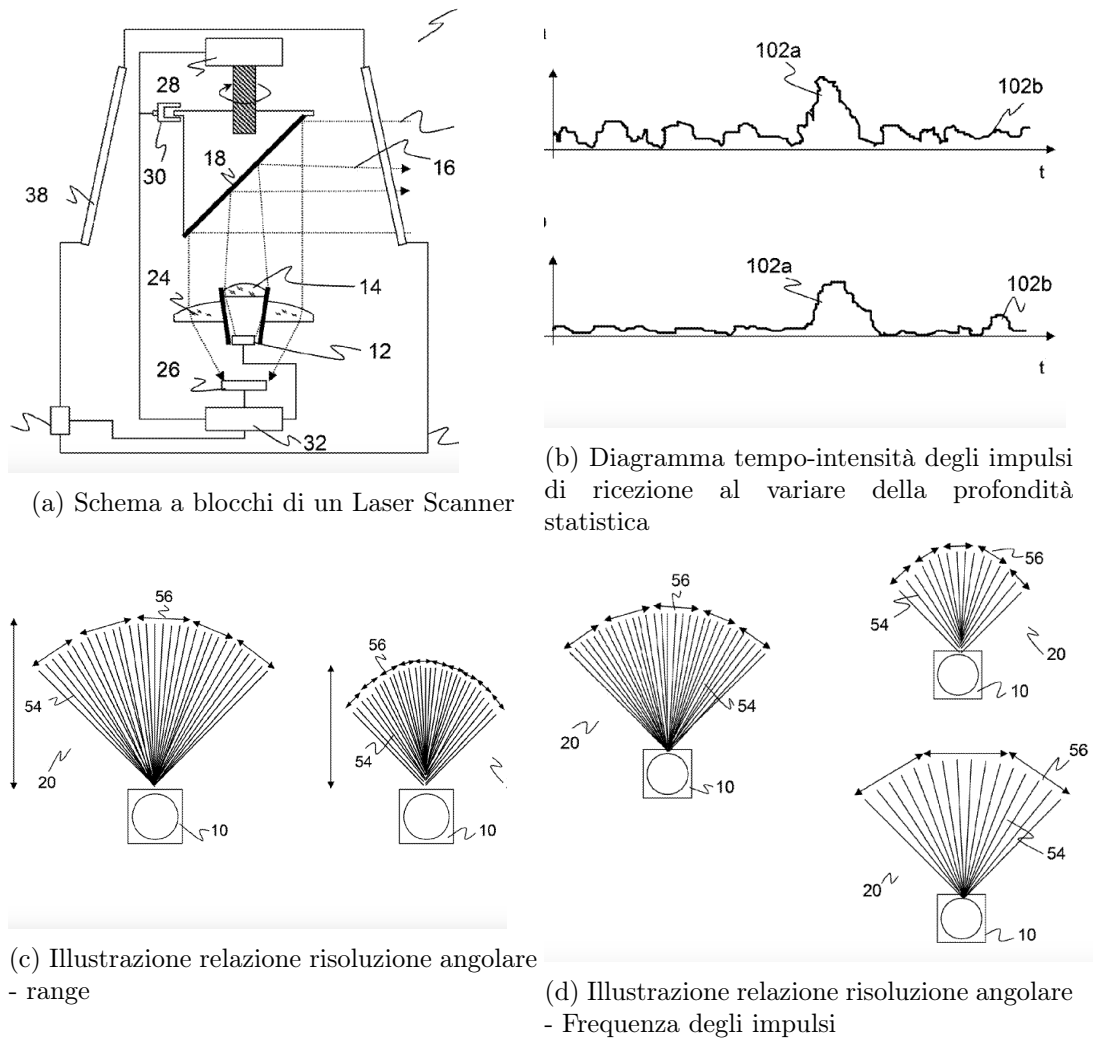 28
30
18
16
38
24
14
12
26
32
(a) Schema a blocchi di un Laser Scanner
102a
102b
t
102a
102b
t
(b) Diagramma tempo-intensità degli impulsi
di ricezione al variare della profondità
statistica
56
54
20
10
56
54
10
(c) Illustrazione relazione risoluzione angolare
- range
56
54
20
10
56
54
20
10
56
54
20
10
(d) Illustrazione relazione risoluzione angolare
- Frequenza degli impulsi